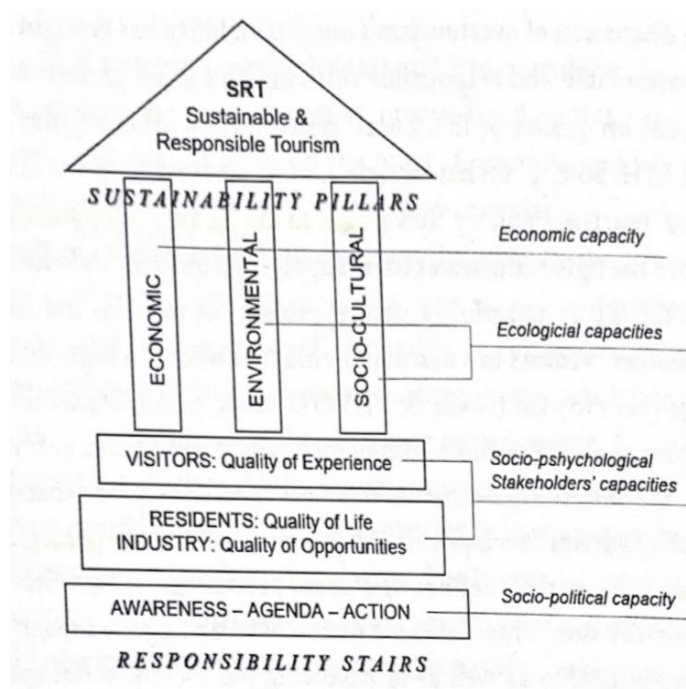 SRT
Sustainable &
Responsible Tourism
SUSTAINABILITY PILLARS
ECONOMIC
ENVIRONMENTAL
SOCIO-CULTURAL
Economic capacity
Ecologicial capacities
VISITORS: Quality of Experience
Socio-pshychological
Stakeholders' capacities
RESIDENTS: Quality of Life
INDUSTRY: Quality of Opportunities
AWARENESS – AGENDA – ACTION
Socio-political capacity
RESPONSIBILITY STAIRS